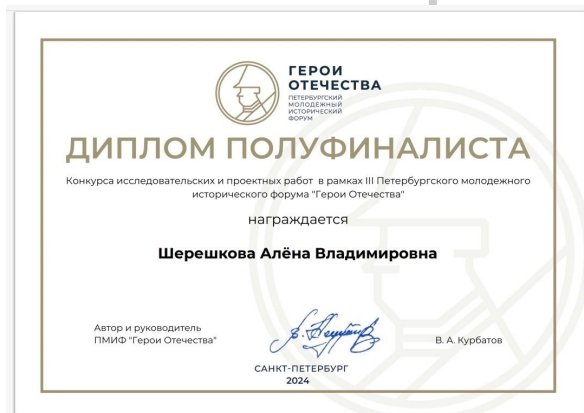 ГЕРОИ
ОТЕЧЕСТВА
ПЕТЕРБУРГСКИЙ
МОЛОДЁЖНЫЙ
ИСТОРИЧЕСКИЙ
ФОРУМ
ДИПЛОМ ПОЛУФИНАЛИСТА
Конкурса исследовательских и проектных работ в рамках III Петербургского молодежного
исторического форума "Герои Отечества"
награждается
Шерешкова Алёна Владимировна
Автор и руководитель
ПМИФ "Герои Отечества"
В. А. Курбатов
САНКТ-ПЕТЕРБУРГ
2024